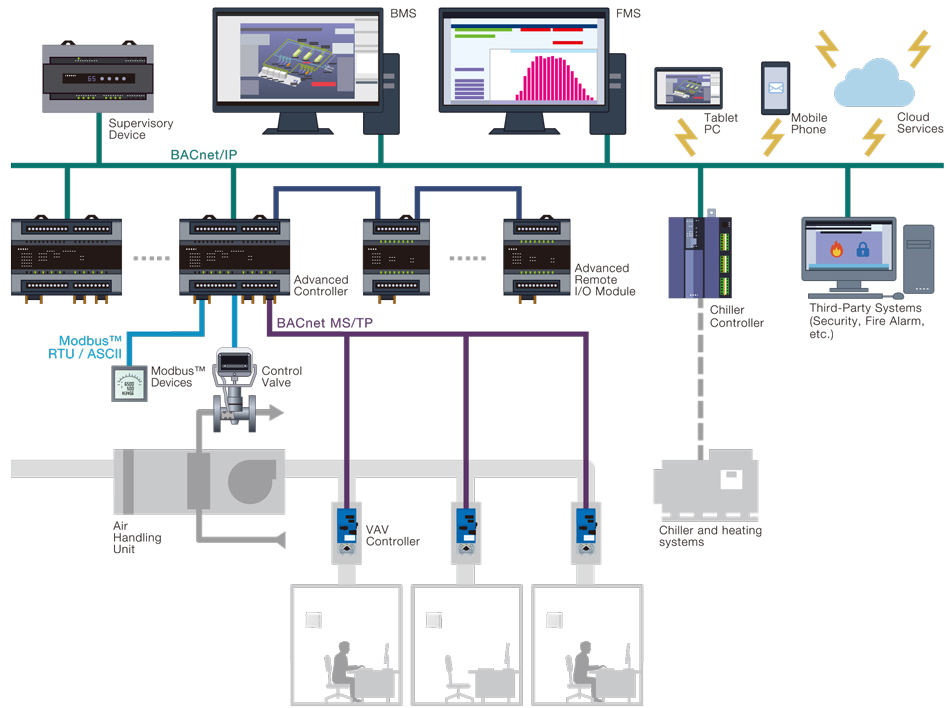 BMS
FMS
Supervisory
Device
65
Tablet
PC
Mobile
Phone
Cloud
Services
BACnet/IP
Advanced
Controller
Advanced
Remote
I/O Module
Chiller
Controller
Third-Party Systems
(Security, Fire Alarm,
etc.)
BACnet MS/TP
Modbus™
RTU / ASCII
Modbus™
Devices
Control
Valve
Air
Handling
Unit
VAV
Controller
Chiller and heating
systems